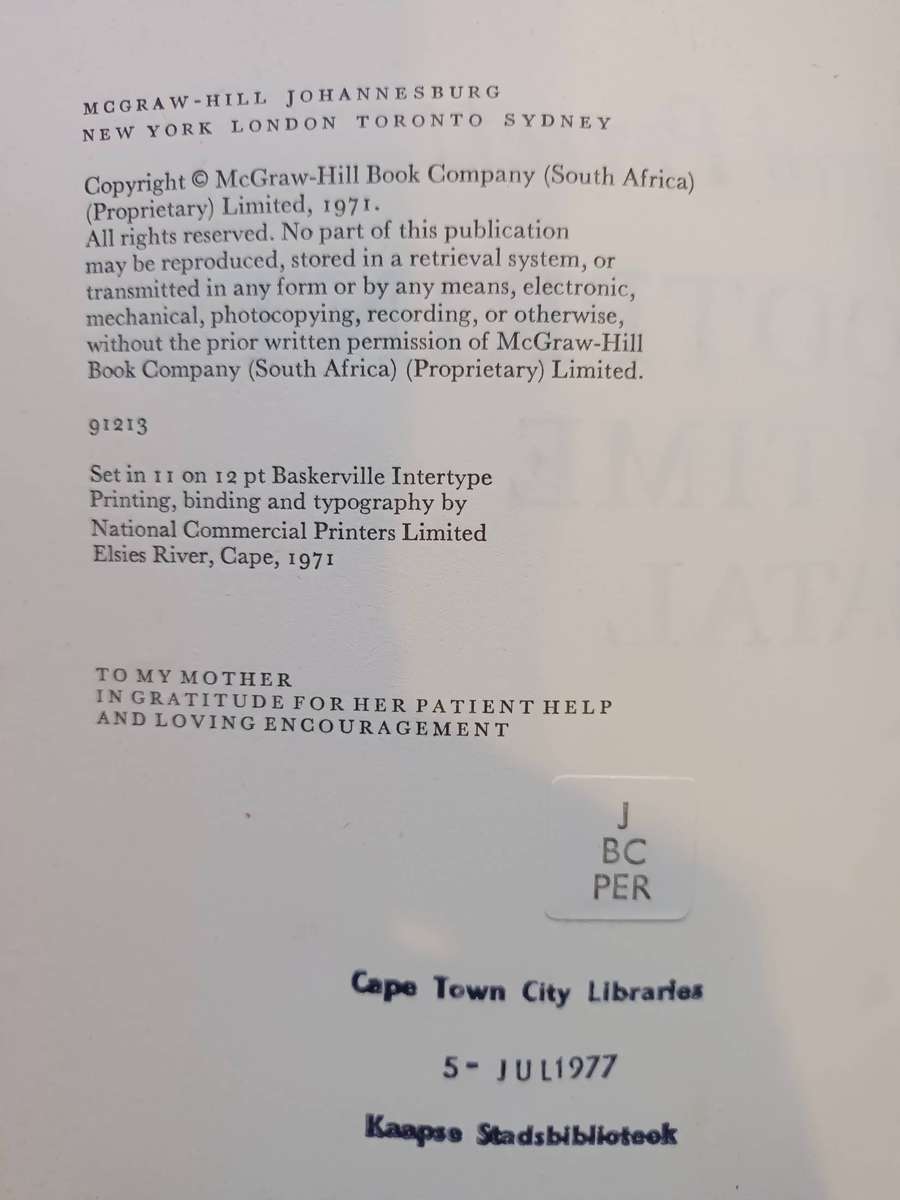 MCGRAW-HILL JOHANNESBURG
NEW YORK LONDON TORONTO SYDNEY
Copyright © McGraw-Hill Book Company (South Africa)
(Proprietary) Limited, 1971.
All rights reserved. No part of this publication
may be reproduced, stored in a retrieval system, or
transmitted in any form or by any means, electronic,
mechanical, photocopying, recording, or otherwise,
without the prior written permission of McGraw-Hill
Book Company (South Africa) (Proprietary) Limited.
91213
Set in 11 on 12 pt Baskerville Intertype
Printing, binding and typography by
National Commercial Printers Limited
Elsies River, Cape, 1971
TO MY MOTHER
IN GRATITUDE FOR HER PATIENT HELP
AND LOVING ENCOURAGEMENT
J
BC
PER
Cape Town City Libraries
5- JUL1977
Kaapse Stadsbiblioteek